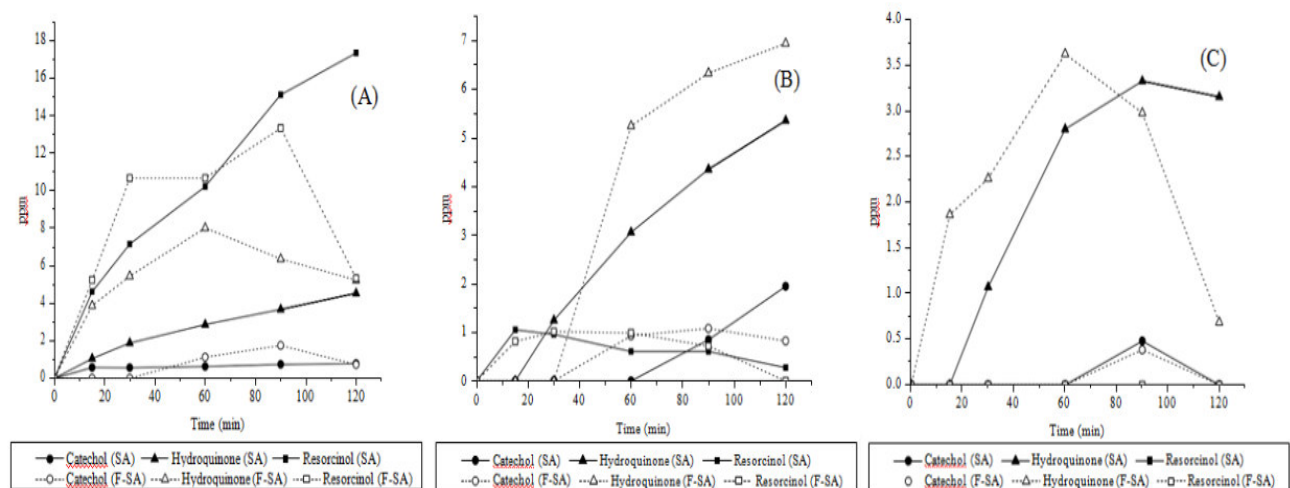 (A)
ppm
18
16
14
12
10
8
6
4
2
0
0 20 40 60 80 100 120
Time (min)
Catechol (SA) Hydroquinone (SA) Resorcinol (SA)
Catechol (F-SA) Hydroquinone (F-SA) Resorcinol (F-SA)
(B)
ppm
7
6
5
4
3
2
1
0
0 20 40 60 80 100 120
Time (min)
Catechol (SA) Hydroquinone (SA) Resorcinol (SA)
Catechol (F-SA) Hydroquinone (F-SA) Resorcinol (F-SA)
(C)
ppm
4.0
3.5
3.0
2.5
2.0
1.5
1.0
0.5
0.0
0 20 40 60 80 100 120
Time (min)
Catechol (SA) Hydroquinone (SA) Resorcinol (SA)
Catechol (F-SA) Hydroquinone (F-SA) Resorcinol (F-SA)